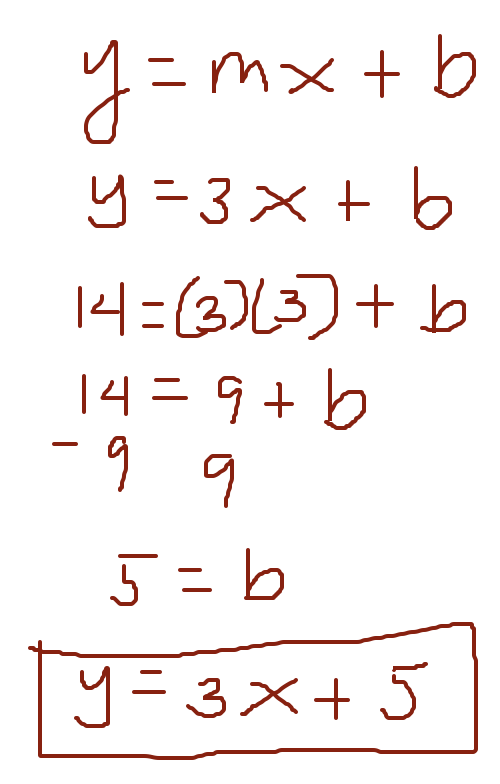 y = mx + b
y = 3x + b
14 = (3)(3) + b
14 = 9 + b
- 9 9
5 = b
y = 3x + 5